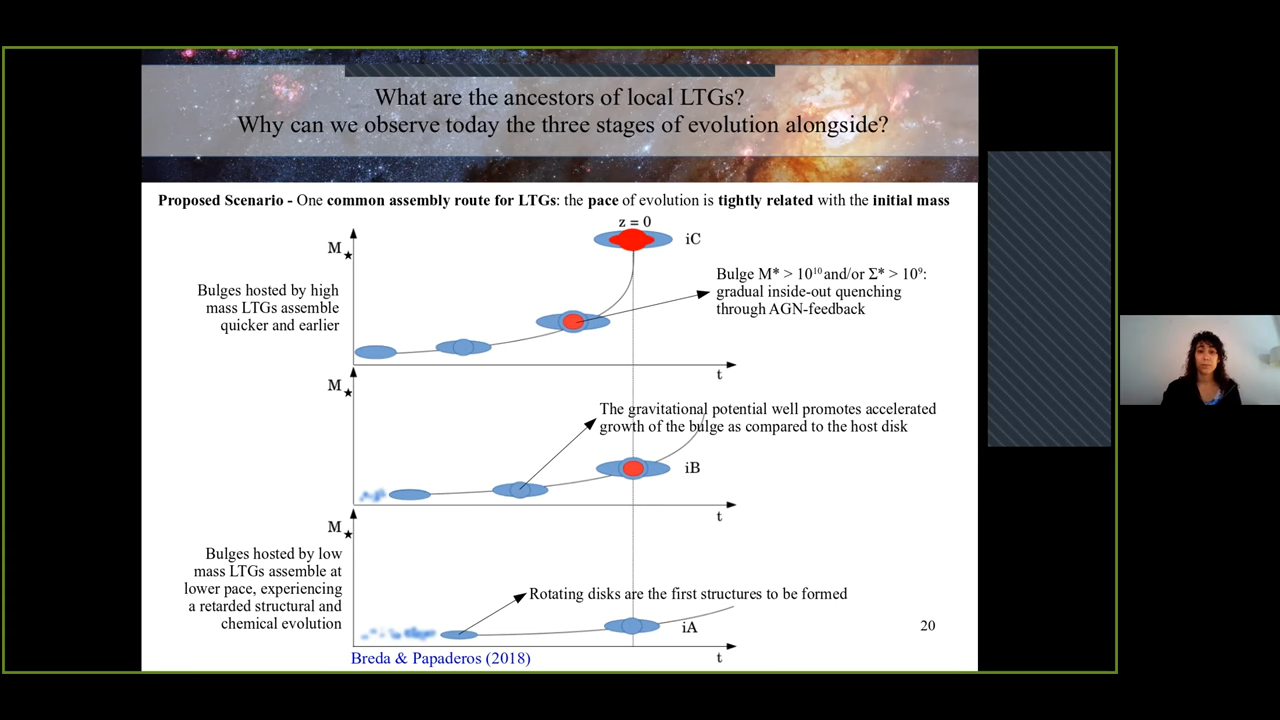 What are the ancestors of local LTGs?
Why can we observe today the three stages of evolution alongside?
Proposed Scenario - One common assembly route for LTGs: the pace of evolution is tightly related with the initial mass
z = 0
M★
iC
Bulges hosted by high
mass LTGs assemble
quicker and earlier
Bulge M* > 10¹⁰ and/or Σ* > 10⁹:
gradual inside-out quenching
through AGN-feedback
t
M★
The gravitational potential well promotes accelerated
growth of the bulge as compared to the host disk
iB
t
M★
Bulges hosted by low
mass LTGs assemble at
lower pace, experiencing
a retarded structural and
chemical evolution
Rotating disks are the first structures to be formed
iA
20
t
Breda & Papaderos (2018)